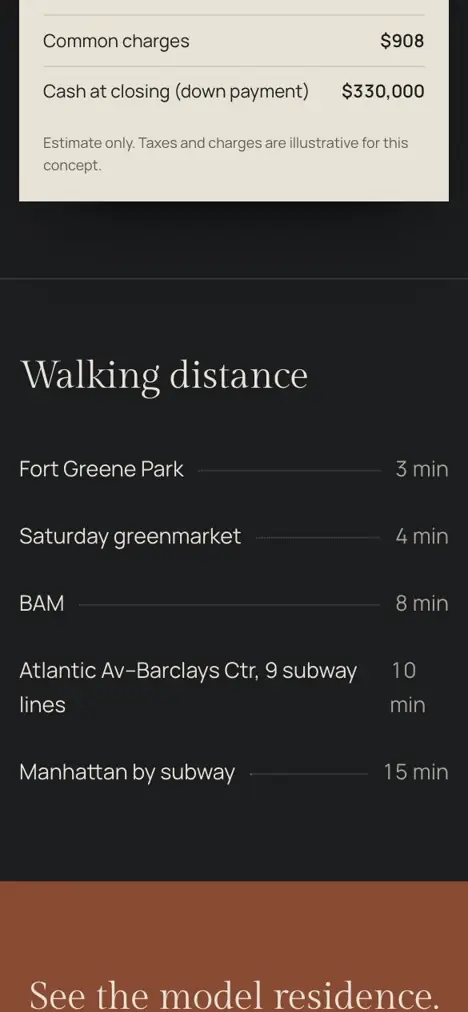 Common charges $908
Cash at closing (down payment) $330,000
Estimate only. Taxes and charges are illustrative for this
concept.
Walking distance
Fort Greene Park 3 min
Saturday greenmarket 4 min
BAM 8 min
Atlantic Av–Barclays Ctr, 9 subway 10
lines min
Manhattan by subway 15 min
See the model residence.